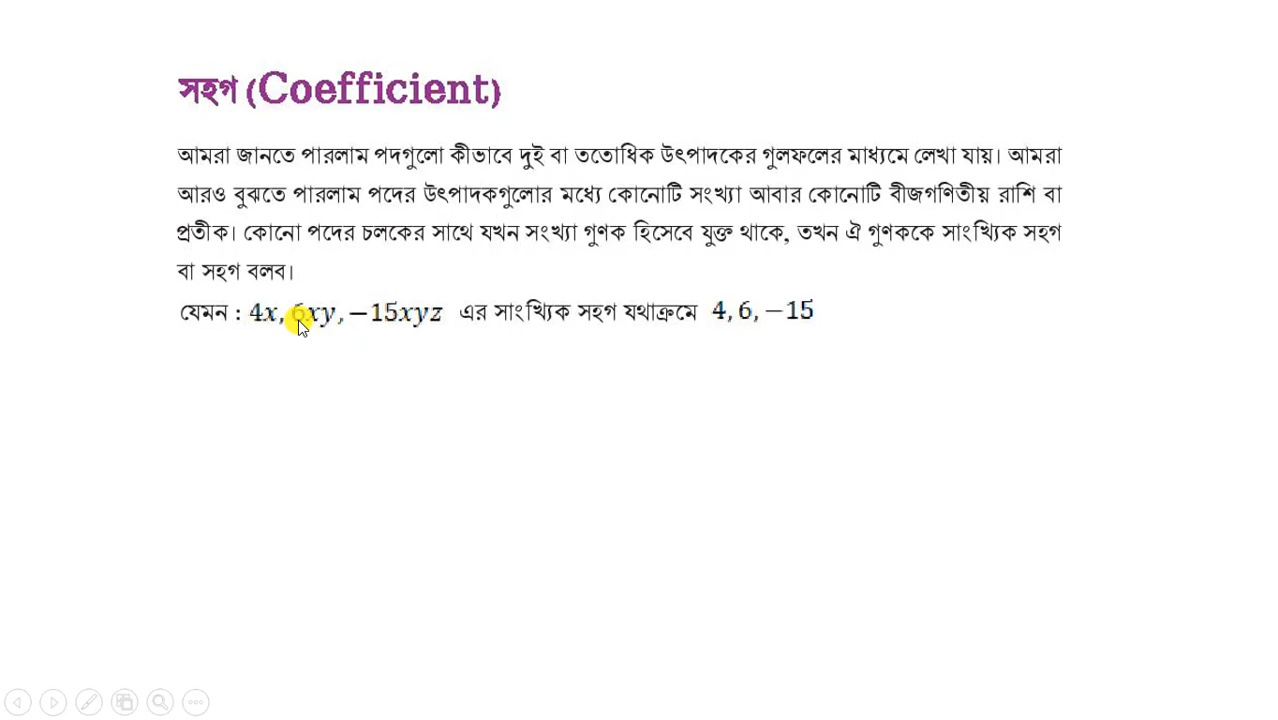 সহগ (Coefficient)
আমরা জানতে পারলাম পদগুলো কীভাবে দুই বা ততোধিক উৎপাদকের গুলফলের মাধ্যমে লেখা যায়। আমরা
আরও বুঝতে পারলাম পদের উৎপাদকগুলোর মধ্যে কোনোটি সংখ্যা আবার কোনোটি বীজগণিতীয় রাশি বা
প্রতীক। কোনো পদের চলকের সাথে যখন সংখ্যা গুণক হিসেবে যুক্ত থাকে, তখন ঐ গুণককে সাংখ্যিক সহগ
বা সহগ বলব।
যেমন : 4x, 6xy, −15xyz এর সাংখ্যিক সহগ যথাক্রমে 4, 6, −15